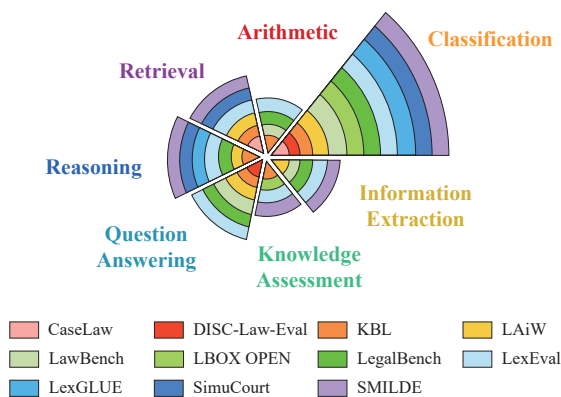 Arithmetic
Classification
Retrieval
Reasoning
Information
Extraction
Question
Answering
Knowledge
Assessment
CaseLaw
DISC-Law-Eval
KBL
LAiW
LawBench
LBOX OPEN
LegalBench
LexEval
LexGLUE
SimuCourt
SMILDE